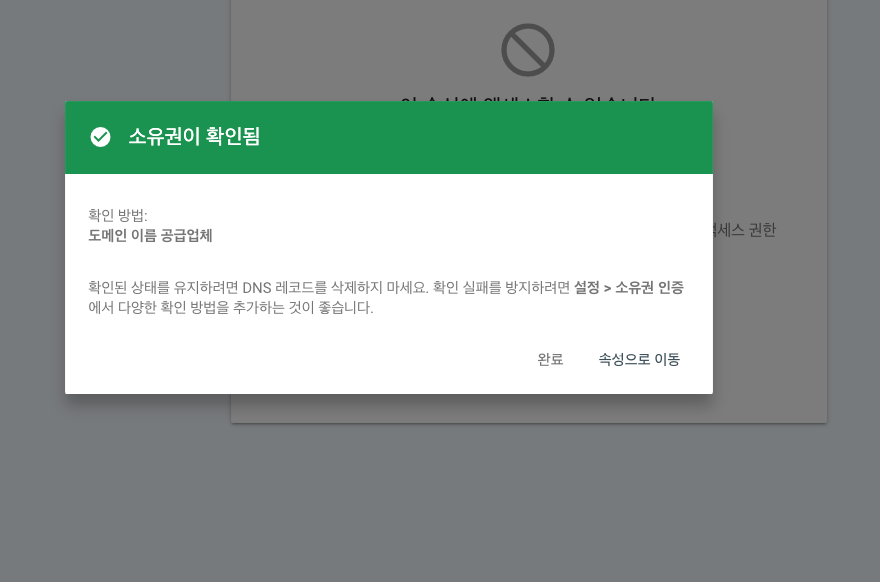 소유권이 확인됨
확인 방법:
도메인 이름 공급업체
권한
확인된 상태를 유지하려면 DNS 레코드를 삭제하지 마세요. 확인 실패를 방지하려면 설정 > 소유권 인증
에서 다양한 확인 방법을 추가하는 것이 좋습니다.
완료 속성으로 이동